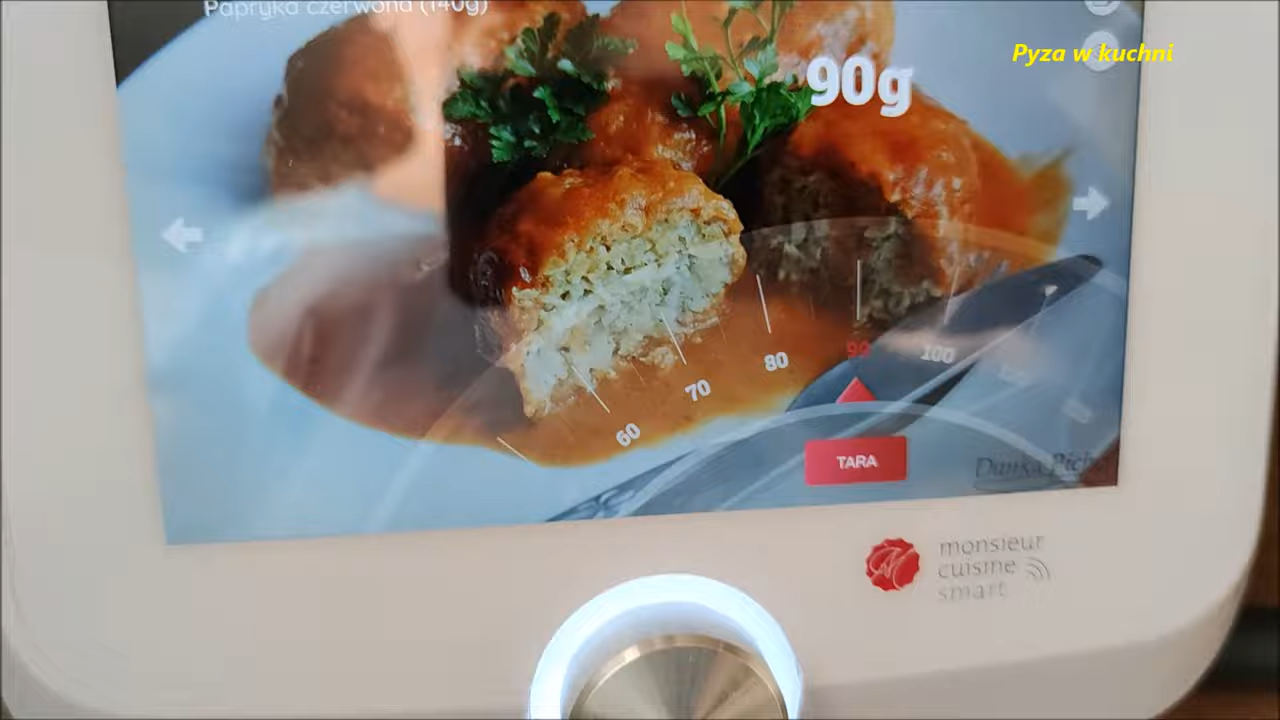 Papryka czerwona (140g)
Pyza w kuchni
90g
60
70
80
90
100
TARA
monsieur
cuisine
smart